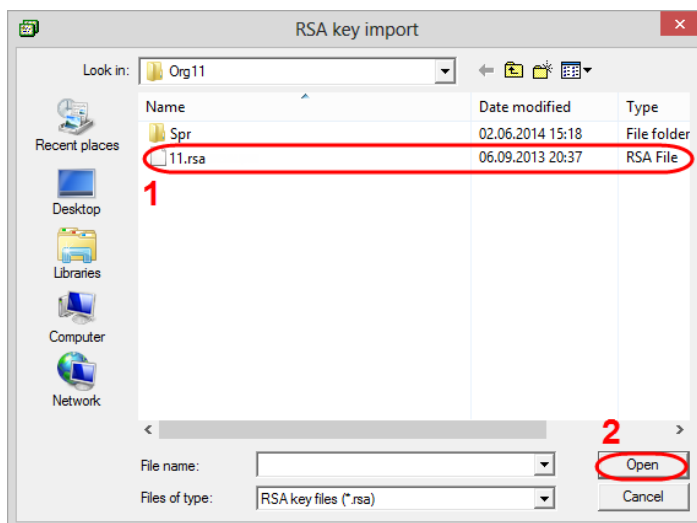 RSA key import
Look in: Org11
Name Date modified Type
Spr 02.06.2014 15:18 File folder
11.rsa 06.09.2013 20:37 RSA File
1
Recent places
Desktop
Libraries
Computer
Network
2
File name: Open
Files of type: RSA key files (*.rsa) Cancel